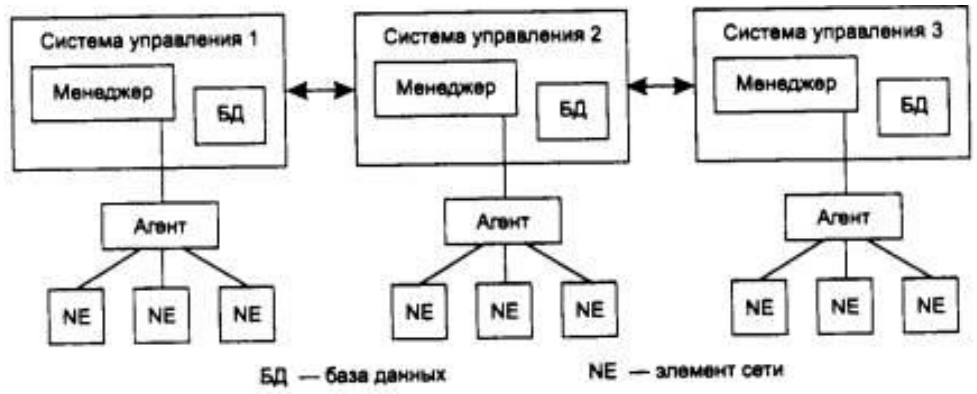 Система управления 1
Менеджер
БД
Агент
NE
NE
NE
Система управления 2
Менеджер
БД
Агент
NE
NE
NE
Система управления 3
Менеджер
БД
Агент
NE
NE
NE
БД — база данных
NE — элемент сети